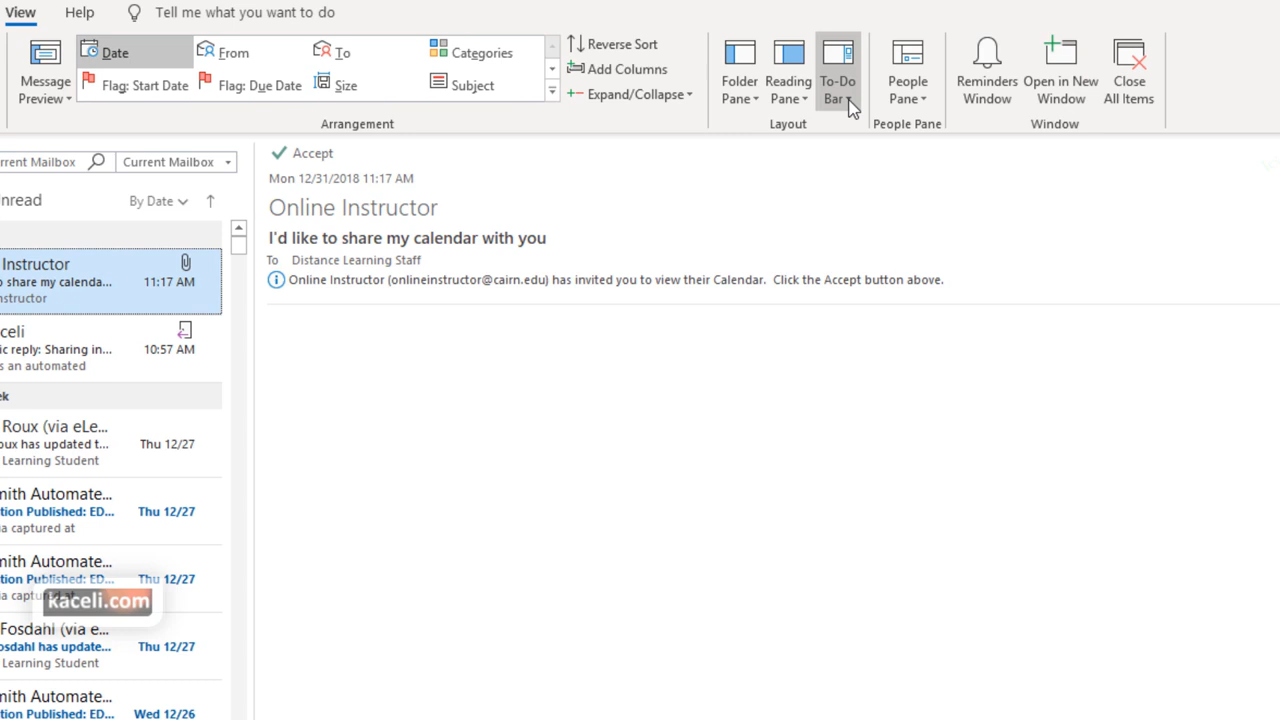 View Help Tell me what you want to do
Message Preview
Date From To Categories
Flag: Start Date Flag: Due Date Size Subject
Reverse Sort
Add Columns
Expand/Collapse
Arrangement
Folder Pane
Reading Pane
To-Do Bar
Layout
People Pane
People Pane
Reminders Window
Open in New Window
Close All Items
Window
rrent Mailbox Current Mailbox
nread By Date
Instructor
o share my calenda... 11:17 AM
nstructor
celi
ic reply: Sharing in... 10:57 AM
s an automated
ek
Roux (via eLe...
oux has updated t... Thu 12/27
Learning Student
mith Automate...
tion Published: ED... Thu 12/27
ia captured at
mith Automate...
tion Published: ED... Thu 12/27
ia captured at
kaceli.com
Fosdahl (via e...
osdahl has update... Thu 12/27
Learning Student
mith Automate...
tion Published: ED... Wed 12/26
Accept
Mon 12/31/2018 11:17 AM
Online Instructor
I'd like to share my calendar with you
To Distance Learning Staff
Online Instructor (onlineinstructor@cairn.edu) has invited you to view their Calendar. Click the Accept button above.